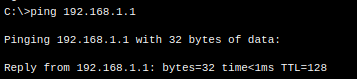 C:\>ping 192.168.1.1
Pinging 192.168.1.1 with 32 bytes of data:
Reply from 192.168.1.1: bytes=32 time<1ms TTL=128